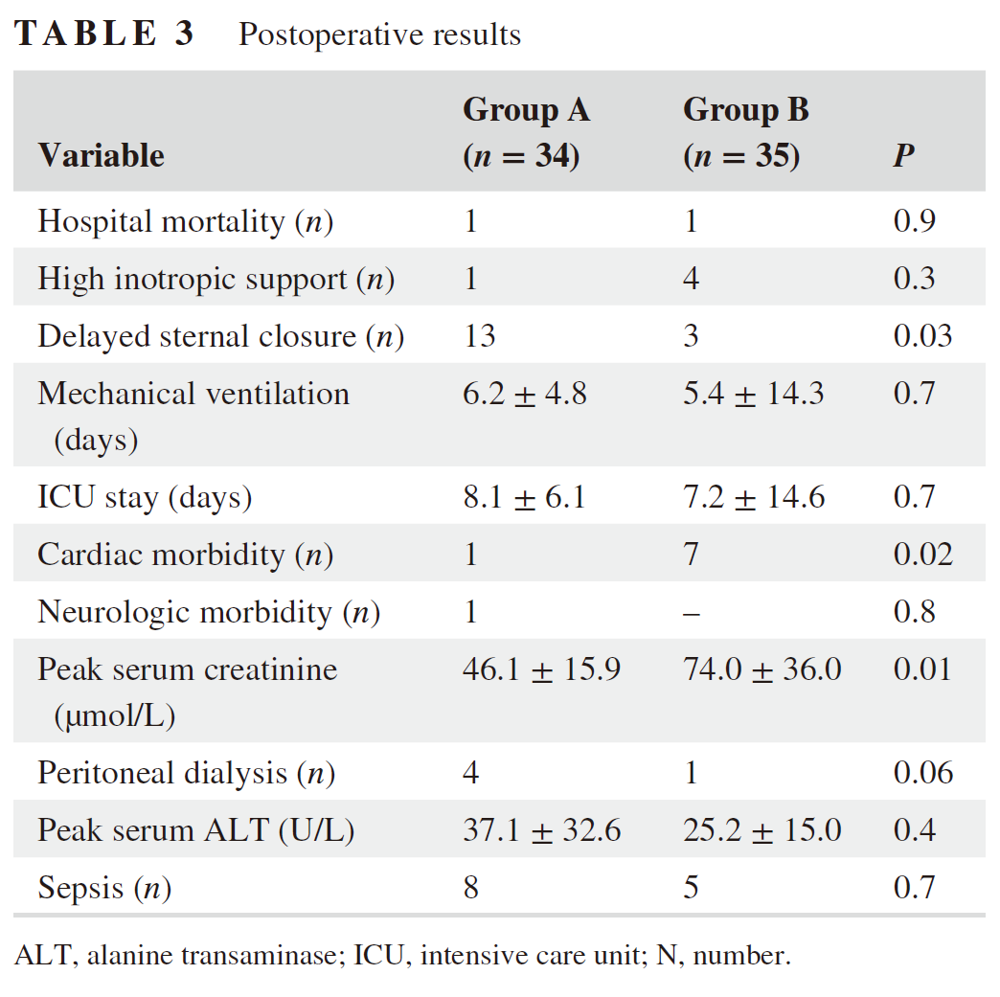 TABLE 3 Postoperative results
Group A Group B
Variable (n = 34) (n = 35) P
Hospital mortality (n) 1 1 0.9
High inotropic support (n) 1 4 0.3
Delayed sternal closure (n) 13 3 0.03
Mechanical ventilation 6.2 ± 4.8 5.4 ± 14.3 0.7
(days)
ICU stay (days) 8.1 ± 6.1 7.2 ± 14.6 0.7
Cardiac morbidity (n) 1 7 0.02
Neurologic morbidity (n) 1 – 0.8
Peak serum creatinine 46.1 ± 15.9 74.0 ± 36.0 0.01
(μmol/L)
Peritoneal dialysis (n) 4 1 0.06
Peak serum ALT (U/L) 37.1 ± 32.6 25.2 ± 15.0 0.4
Sepsis (n) 8 5 0.7
ALT, alanine transaminase; ICU, intensive care unit; N, number.